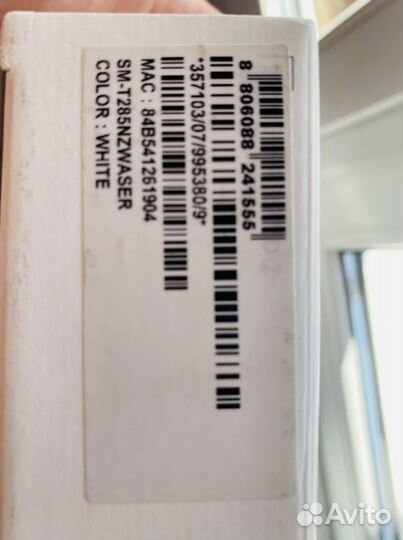 8 806088 241555
*357103/07/995380/9*
MAC : 84B541261904
SM-T285NZWASER
COLOR : WHITE
Avito